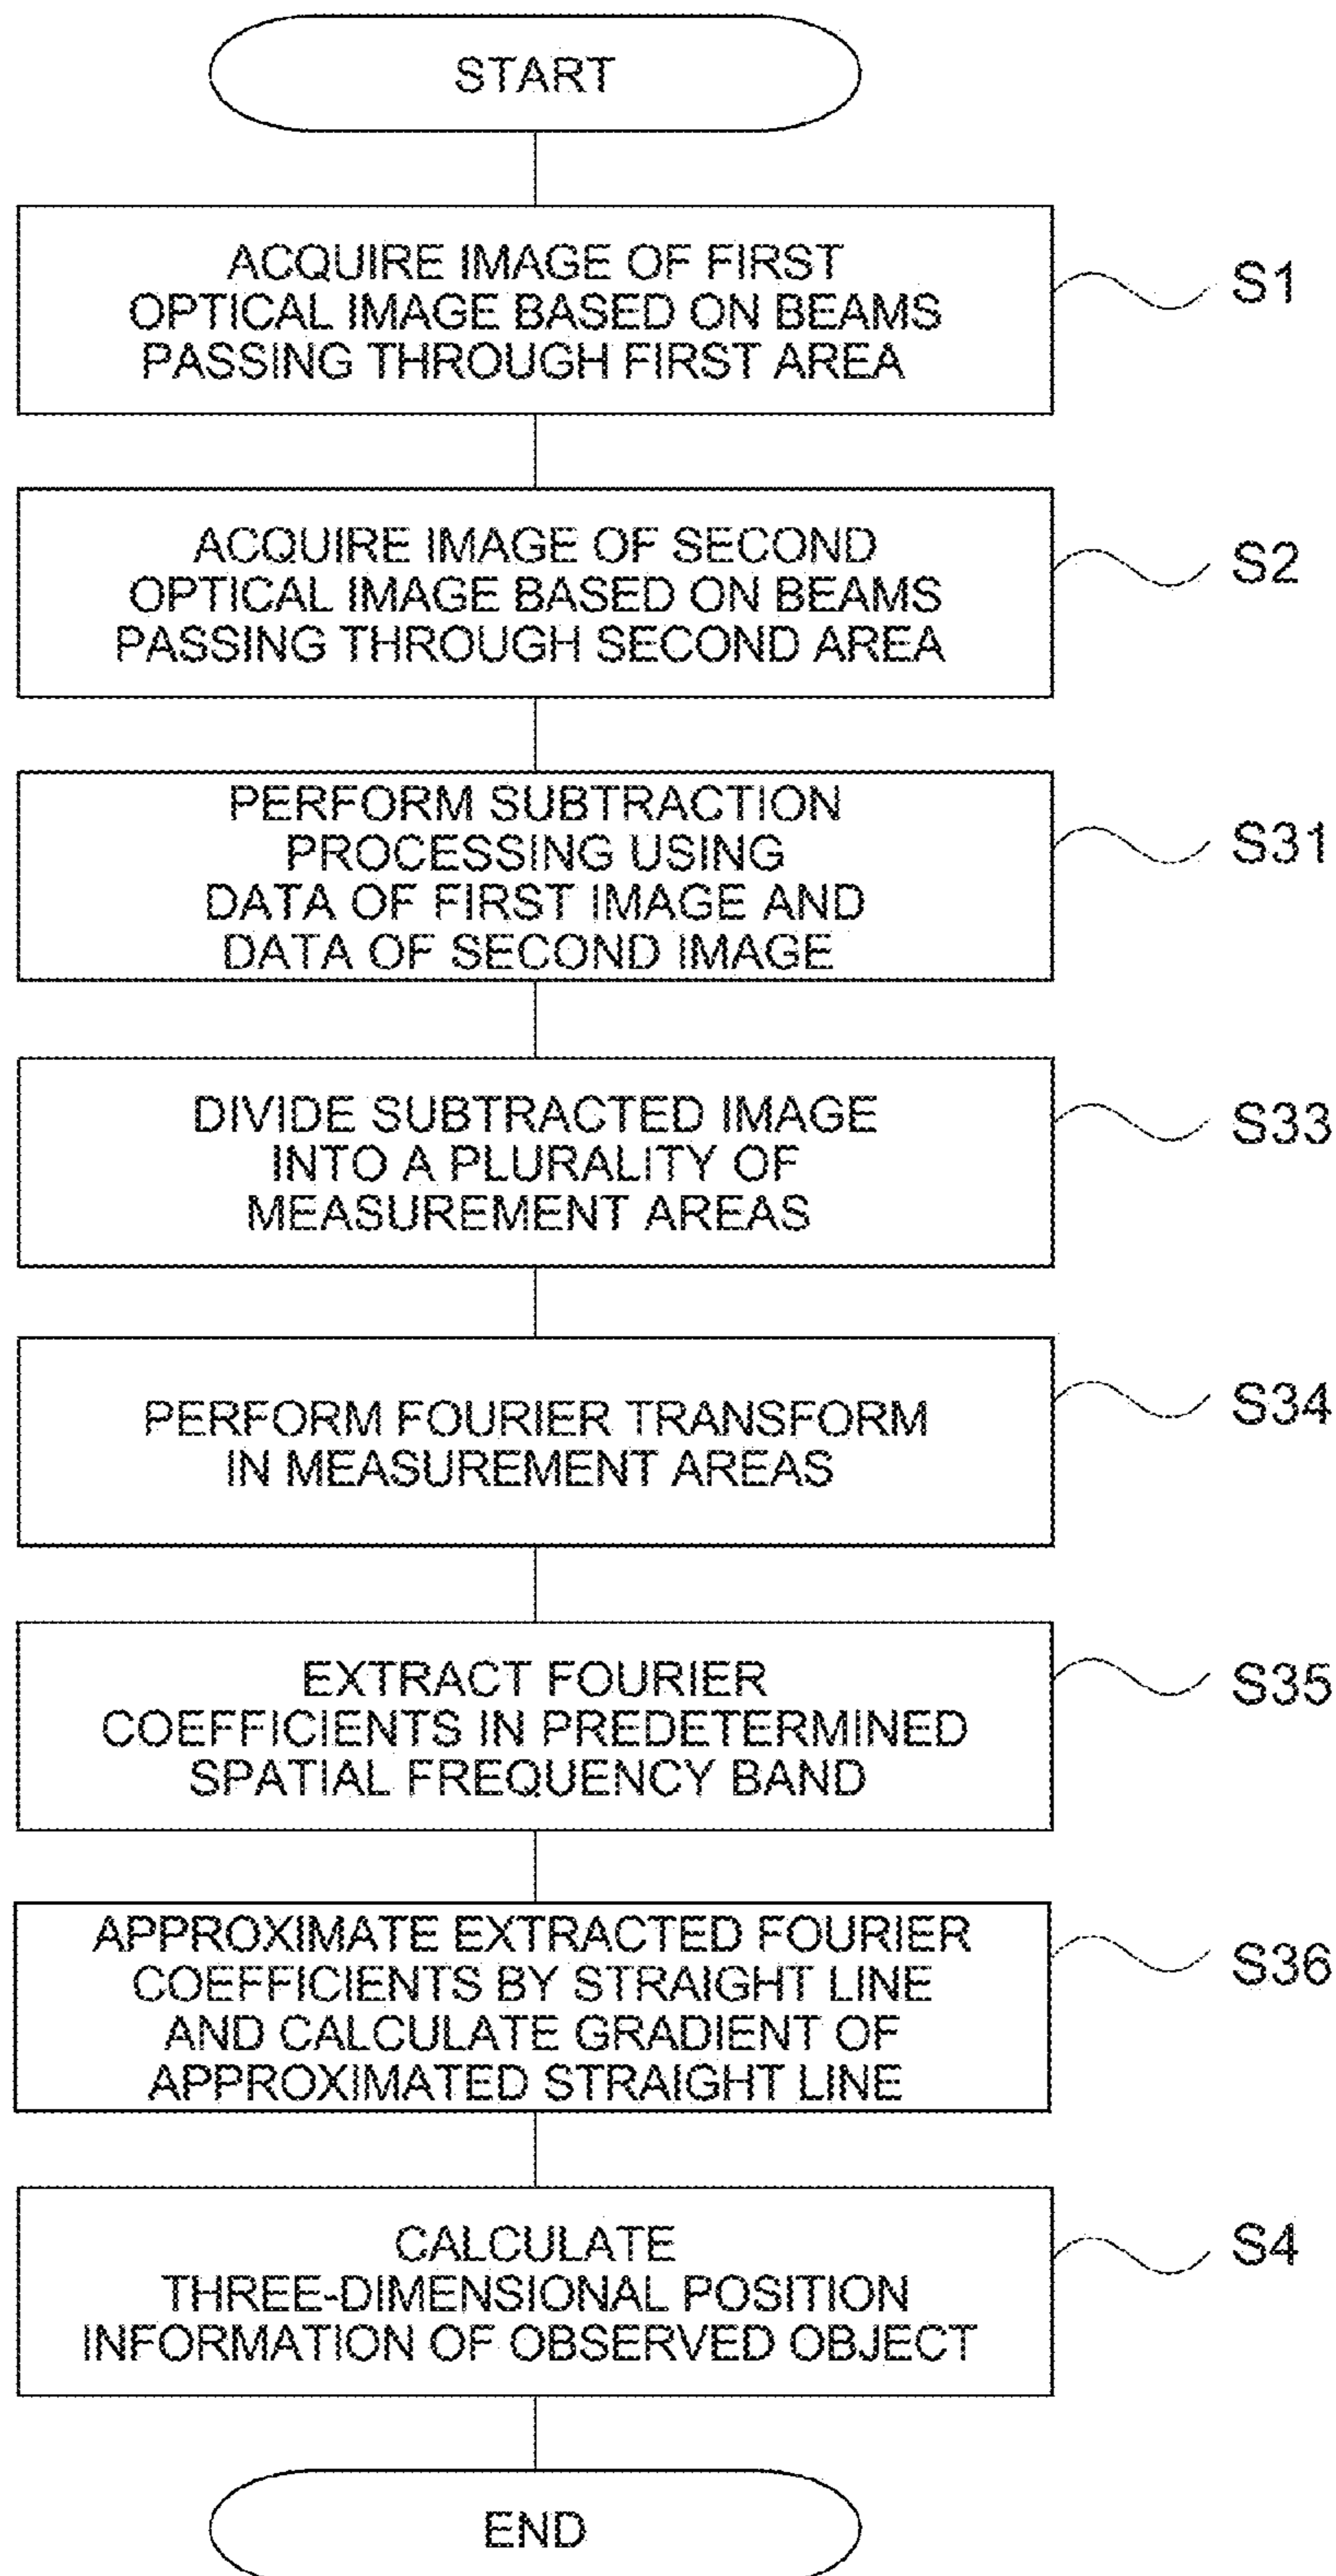 START
ACQUIRE IMAGE OF FIRST
OPTICAL IMAGE BASED ON BEAMS
PASSING THROUGH FIRST AREA
S1
ACQUIRE IMAGE OF SECOND
OPTICAL IMAGE BASED ON BEAMS
PASSING THROUGH SECOND AREA
S2
PERFORM SUBTRACTION
PROCESSING USING
DATA OF FIRST IMAGE AND
DATA OF SECOND IMAGE
S31
DIVIDE SUBTRACTED IMAGE
INTO A PLURALITY OF
MEASUREMENT AREAS
S33
PERFORM FOURIER TRANSFORM
IN MEASUREMENT AREAS
S34
EXTRACT FOURIER
COEFFICIENTS IN PREDETERMINED
SPATIAL FREQUENCY BAND
S35
APPROXIMATE EXTRACTED FOURIER
COEFFICIENTS BY STRAIGHT LINE
AND CALCULATE GRADIENT OF
APPROXIMATED STRAIGHT LINE
S36
CALCULATE
THREE-DIMENSIONAL POSITION
INFORMATION OF OBSERVED OBJECT
S4
END